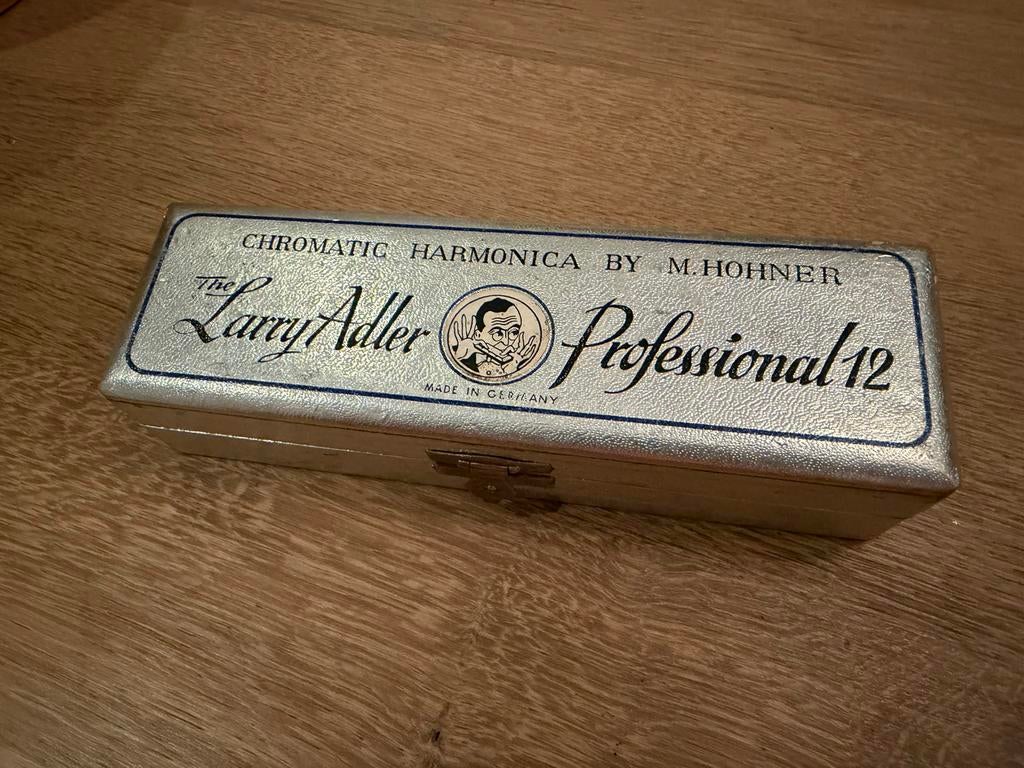 CHROMATIC HARMONICA BY M.HOHNER
The Larry Adler Professional 12
MADE IN GERMANY